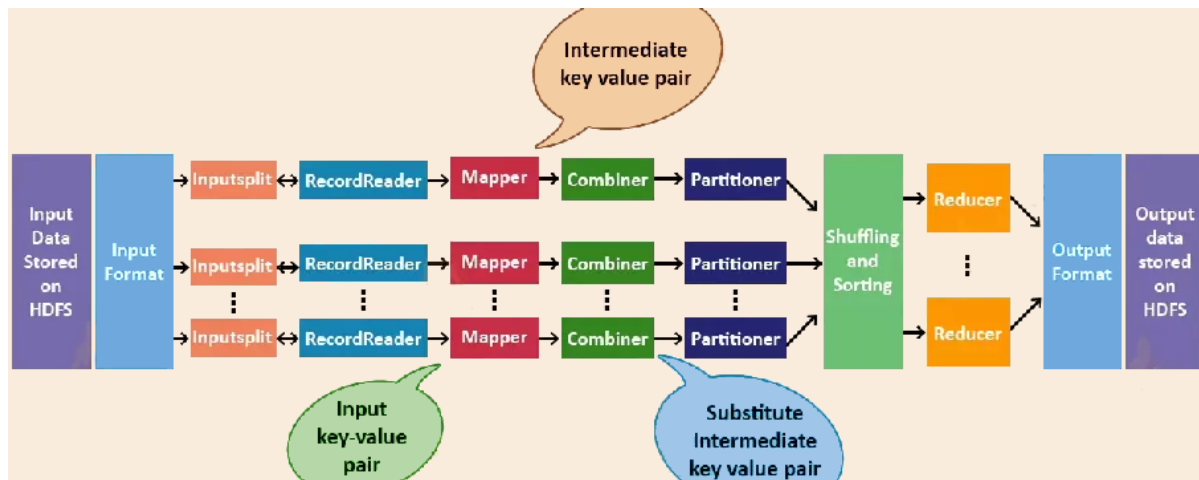 Intermediate
key value pair
Input
Data
Stored
on
HDFS
Input
Format
Inputsplit
RecordReader
Mapper
Combiner
Partitioner
Inputsplit
RecordReader
Mapper
Combiner
Partitioner
Inputsplit
RecordReader
Mapper
Combiner
Partitioner
Shuffling
and
Sorting
Reducer
Reducer
Output
Format
Output
data
stored
on
HDFS
Input
key-value
pair
Substitute
Intermediate
key value pair